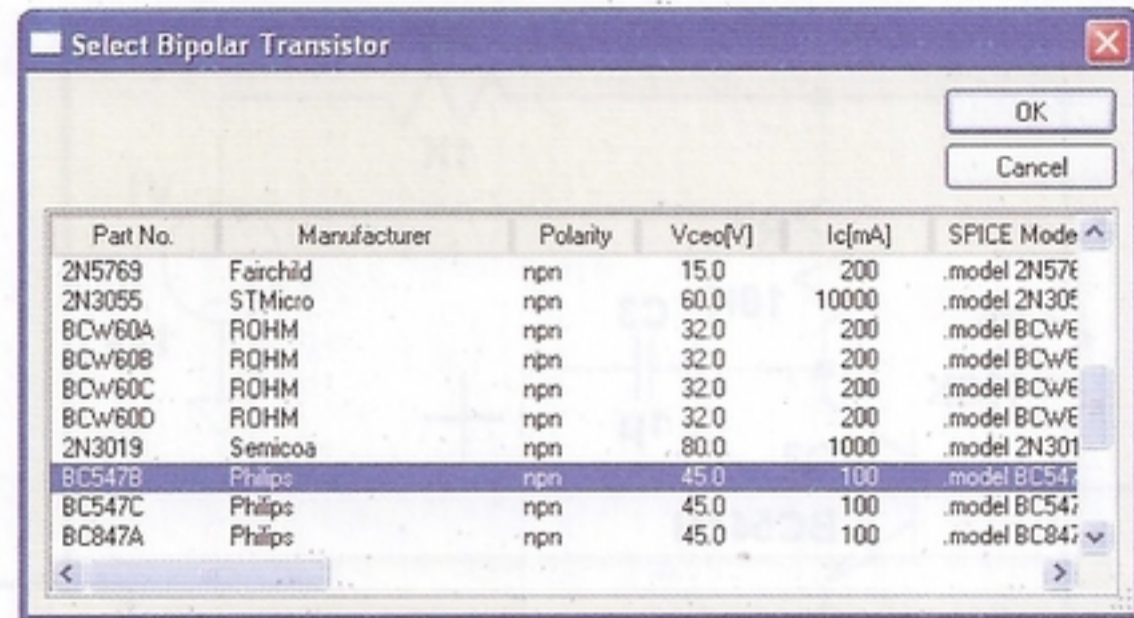 Select Bipolar Transistor
OK
Cancel
Part No. Manufacturer Polarity Vceo[V] Ic[mA] SPICE Mode
2N5769 Fairchild npn 15.0 200 .model 2N576
2N3055 STMicro npn 60.0 10000 .model 2N305
BCW60A ROHM npn 32.0 200 .model BCW6
BCW60B ROHM npn 32.0 200 .model BCW6
BCW60C ROHM npn 32.0 200 .model BCW6
BCW60D ROHM npn 32.0 200 .model BCW6
2N3019 Semicoa npn 80.0 1000 .model 2N301
BC547B Philips npn 45.0 100 .model BC547
BC547C Philips npn 45.0 100 .model BC547
BC847A Philips npn 45.0 100 .model BC847